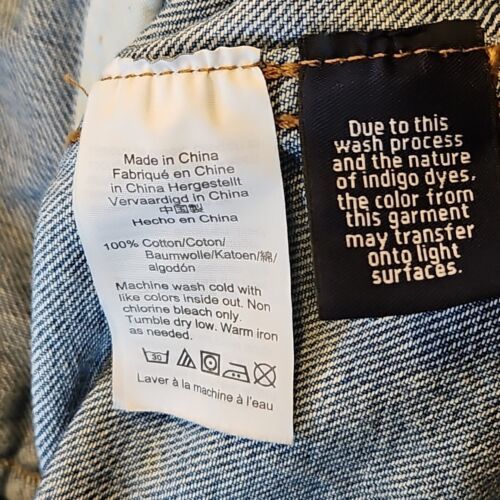 Made in China
Fabriqué en Chine
in China Hergestellt
Vervaardigd in China
中国製
Hecho en China
100% Cotton/Coton/
Baumwolle/Katoen/綿/
algodón
Machine wash cold with
like colors inside out. Non
chlorine bleach only.
Tumble dry low. Warm iron
as needed.
30
Laver à la machine à l'eau
Due to this
wash process
and the nature
of indigo dyes,
the color from
this garment
may transfer
onto light
surfaces.